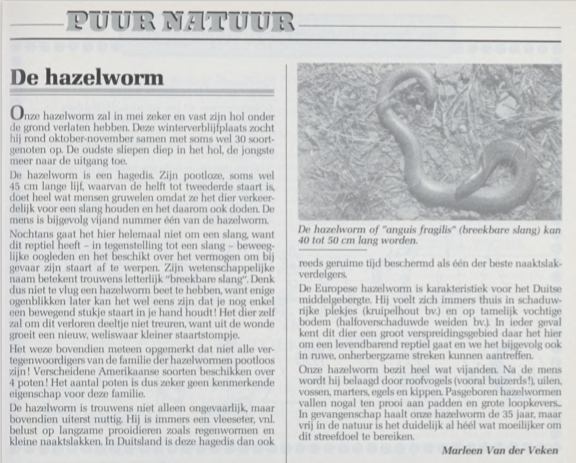 PUUR NATUUR
De hazelworm
Onze hazelworm zal in mei zeker en vast zijn hol onder
de grond verlaten hebben. Deze winterverblijfplaats zocht
hij rond oktober-november samen met soms wel 30 soort-
genoten op. De oudste sliepen diep in het hol, de jongste
meer naar de uitgang toe.
De hazelworm is een hagedis. Zijn pootloze, soms wel
45 cm lange lijf, waarvan de helft tot tweederde staart is,
doet heel wat mensen gruwelen omdat ze het dier verkeer-
delijk voor een slang houden en het daarom ook doden. De
mens is bijgevolg vijand nummer één van de hazelworm.
Nochtans gaat het hier helemaal niet om een slang, want
dit reptiel heeft – in tegenstelling tot een slang – beweeg-
lijke oogleden en het beschikt over het vermogen om bij
gevaar zijn staart af te werpen. Zijn wetenschappelijke
naam betekent trouwens letterlijk "breekbare slang". Denk
dus niet te vlug een hazelworm beet te hebben, want enige
ogenblikken later kan het wel eens zijn dat je nog enkel
een bewegend stukje staart in je hand houdt! Het dier zelf
zal om dit verloren deeltje niet treuren, want uit de wonde
groeit een nieuw, weliswaar kleiner staartstompje.
Het weze bovendien meteen opgemerkt dat niet alle ver-
tegenwoordigers van de familie der hazelwormen pootloos
zijn! Verscheidene Amerikaanse soorten beschikken over
4 poten! Het aantal poten is dus zeker geen kenmerkende
eigenschap voor deze familie.
De hazelworm is trouwens niet alleen ongevaarlijk, maar
bovendien uiterst nuttig. Hij is immers een vleeseter, vnl.
belust op langzame prooidieren zoals regenwormen en
kleine naaktslakken. In Duitsland is deze hagedis dan ook
De hazelworm of "anguis fragilis" (breekbare slang) kan
40 tot 50 cm lang worden.
reeds geruime tijd beschermd als één der beste naaktslak-
verdelgers.
De Europese hazelworm is karakteristiek voor het Duitse
middelgebergte. Hij voelt zich immers thuis in schaduw-
rijke plekjes (kruipelhout bv.) en op tamelijk vochtige
bodem (halfoverschaduwde weiden bv.). In ieder geval
kent dit dier een groot verspreidingsgebied daar het hier
om een levendbarend reptiel gaat en we het bijgevolg ook
in ruwe, onherbergzame streken kunnen aantreffen.
Onze hazelworm bezit heel wat vijanden. Na de mens
wordt hij belaagd door roofvogels (vooral buizerds!), uilen,
vossen, marters, egels en kippen. Pasgeboren hazelwormen
vallen nogal ten prooi aan padden en grote loopkevers..
In gevangenschap haalt onze hazelworm de 35 jaar, maar
vrij in de natuur is het duidelijk al héél wat moeilijker om
dit streefdoel te bereiken.
Marleen Van der Veken